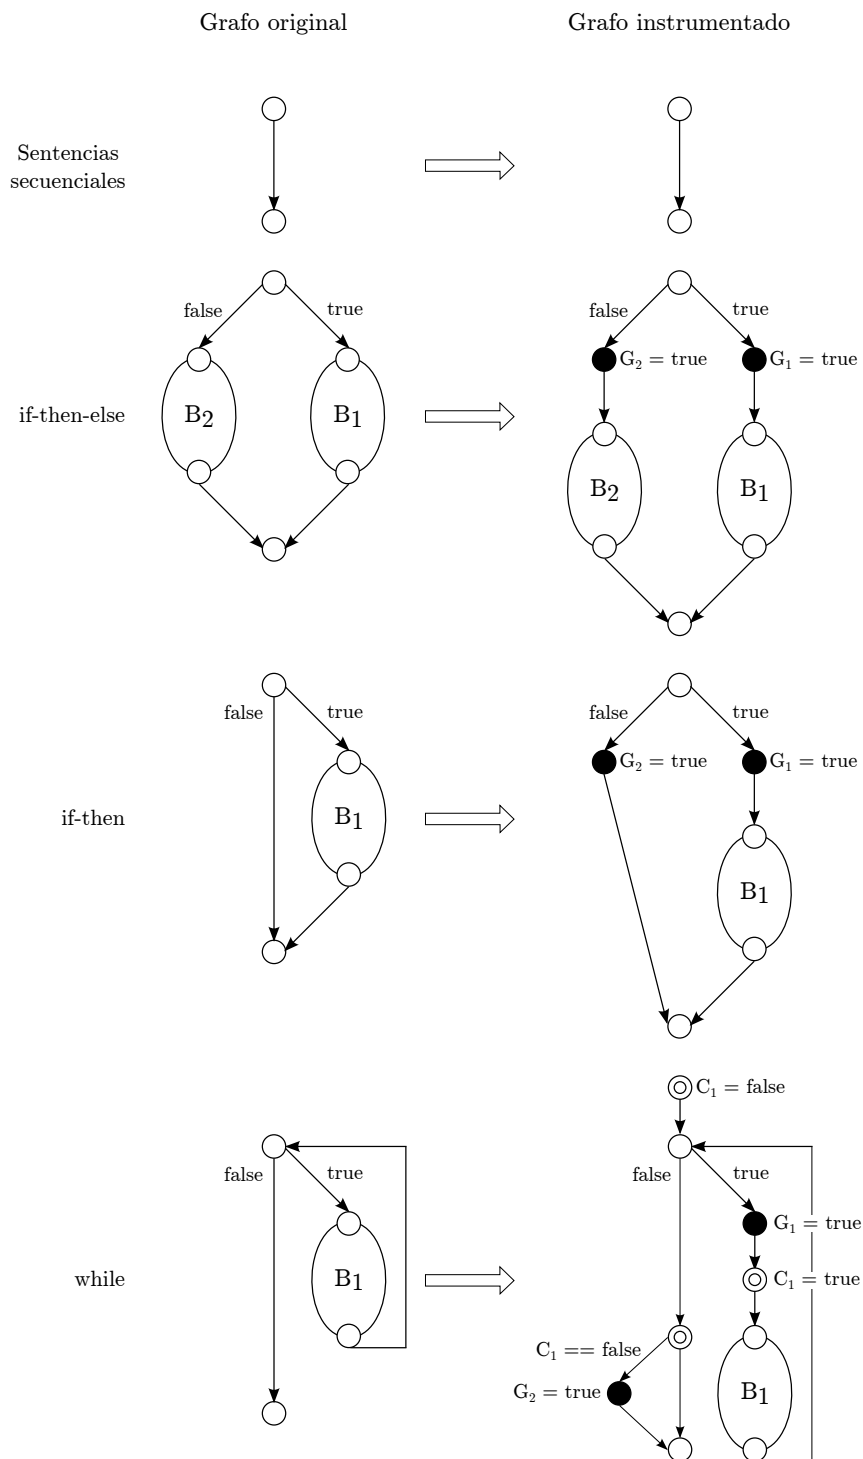 Grafo original
Grafo instrumentado
Sentencias
secuenciales
false
true
B2
B1
if-then-else
false
true
G2 = true
G1 = true
B2
B1
false
true
B1
if-then
false
true
G2 = true
G1 = true
B1
false
true
B1
while
C1 = false
false
true
G1 = true
C1 = true
C1 == false
G2 = true
B1